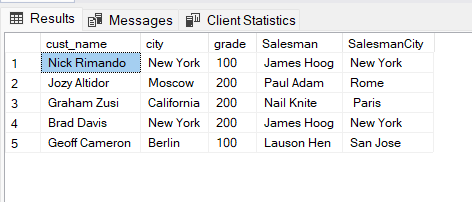 Results Messages Client Statistics
cust_name city grade Salesman SalesmanCity
1 Nick Rimando New York 100 James Hoog New York
2 Jozy Altidor Moscow 200 Paul Adam Rome
3 Graham Zusi California 200 Nail Knite Paris
4 Brad Davis New York 200 James Hoog New York
5 Geoff Cameron Berlin 100 Lauson Hen San Jose